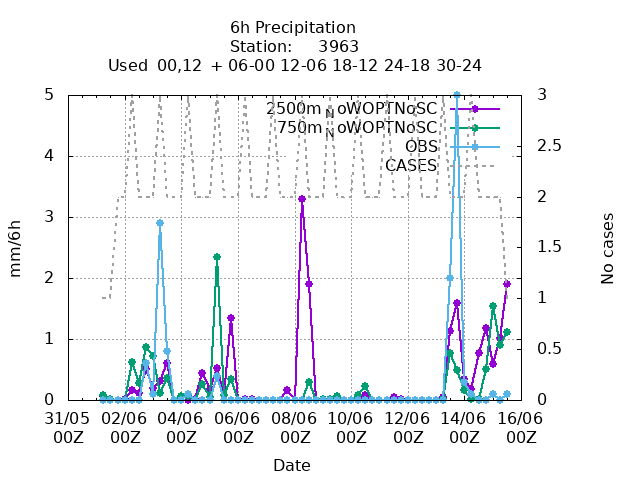 6h Precipitation
Station: 3963
Used 00,12 + 06-00 12-06 18-12 24-18 30-24
5
4
3
2
1
0
mm/6h
3
2.5
2
1.5
1
0.5
0
No cases
2500m NoWOPTNoSC
750m NoWOPTNoSC
OBS
CASES
31/05 02/06 04/06 06/06 08/06 10/06 12/06 14/06 16/06
00Z 00Z 00Z 00Z 00Z 00Z 00Z 00Z 00Z
Date